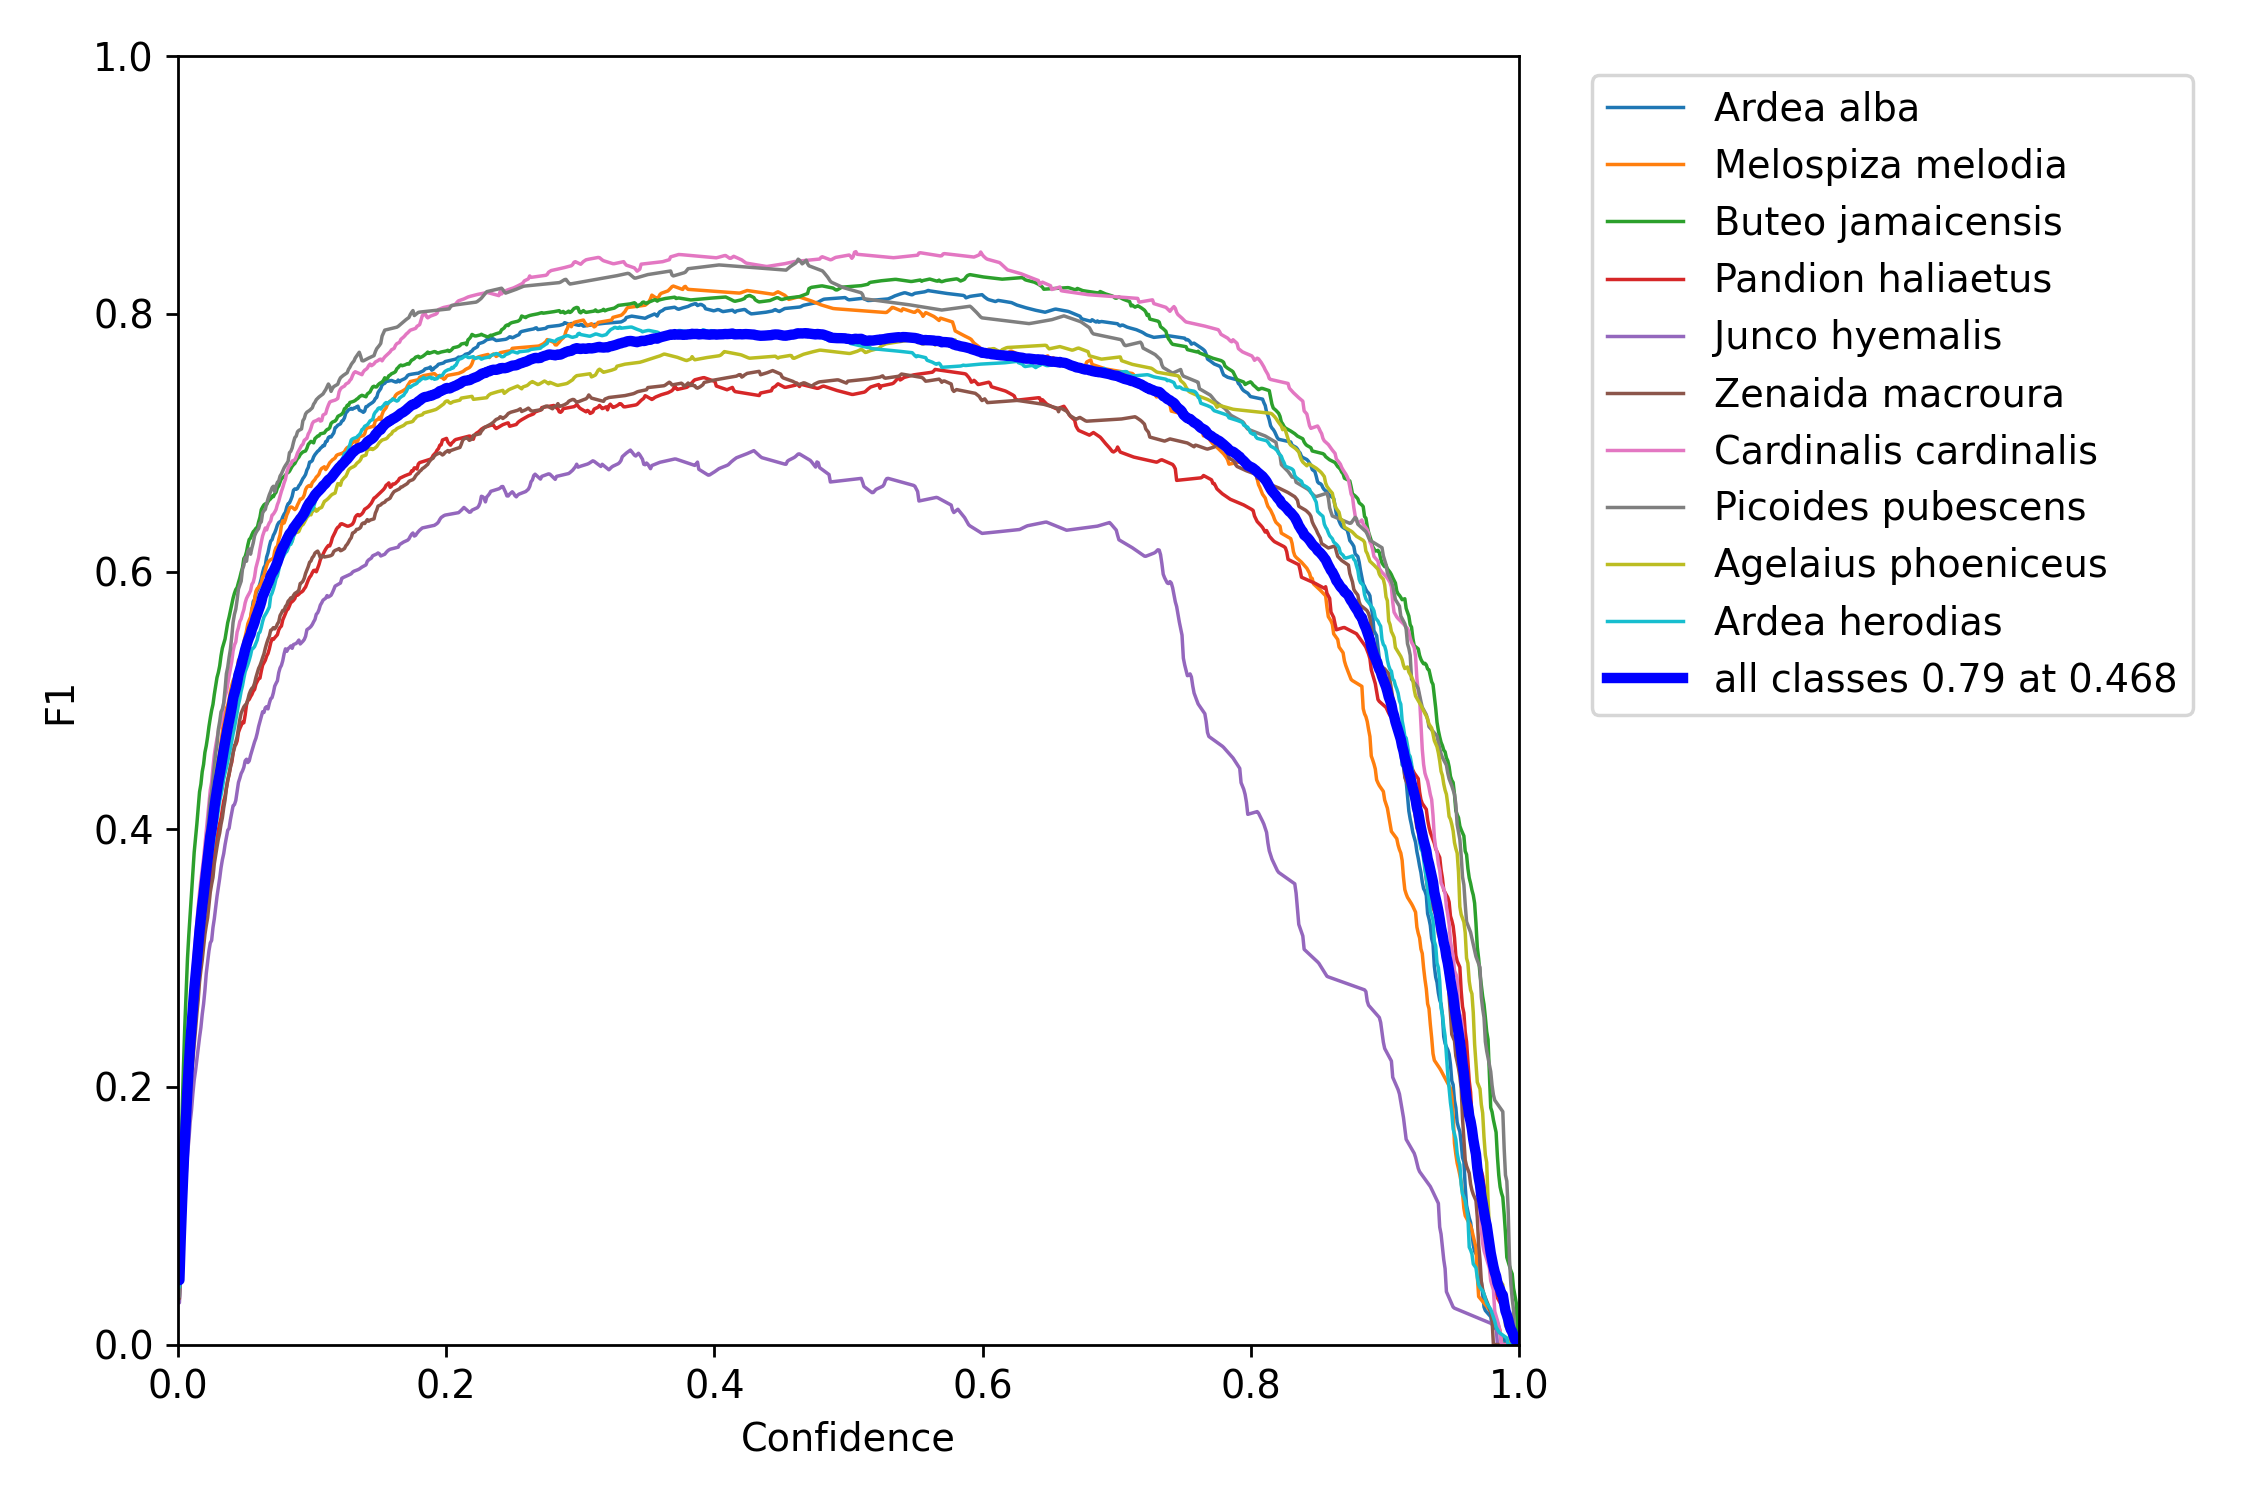 1.0
0.8
0.6
0.4
0.2
0.0
F1
0.0 0.2 0.4 0.6 0.8 1.0
Confidence
Ardea alba
Melospiza melodia
Buteo jamaicensis
Pandion haliaetus
Junco hyemalis
Zenaida macroura
Cardinalis cardinalis
Picoides pubescens
Agelaius phoeniceus
Ardea herodias
all classes 0.79 at 0.468